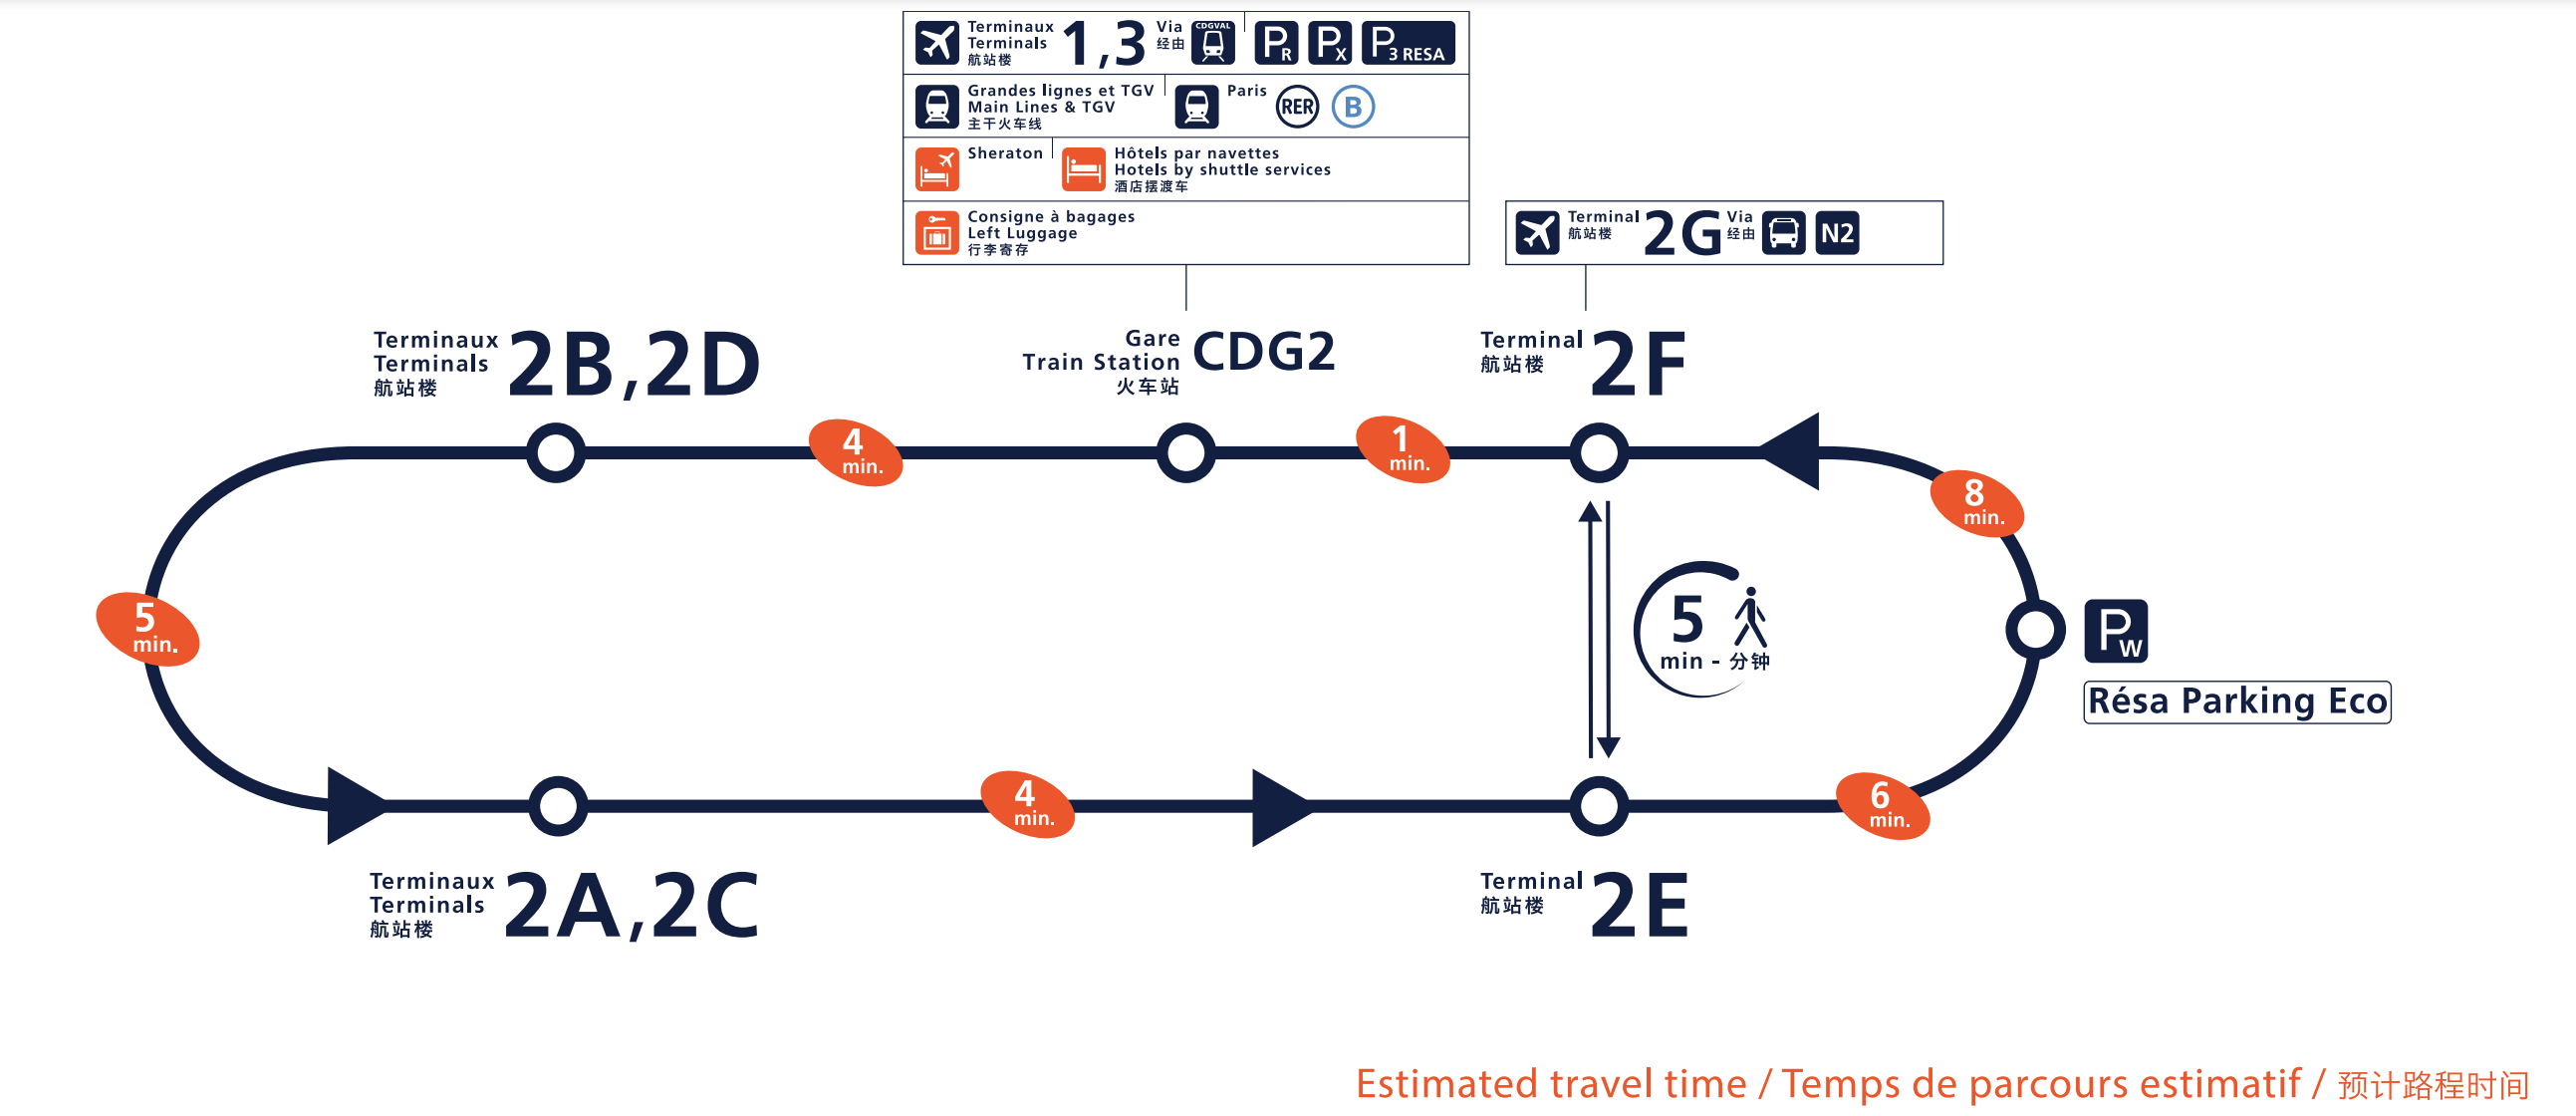 Terminaux
Terminals
航站楼
1,3
Via
经由
CDGVAL
PR
PX
P3 RESA
Grandes lignes et TGV
Main Lines & TGV
主干火车线
Paris
RER
B
Sheraton
Hôtels par navettes
Hotels by shuttle services
酒店摆渡车
Consigne à bagages
Left Luggage
行李寄存
Terminal
航站楼
2G
Via
经由
N2
Terminaux
Terminals
航站楼
2B,2D
Gare
Train Station
火车站
CDG2
Terminal
航站楼
2F
4
min.
1
min.
8
min.
5
min.
5
min - 分钟
PW
Résa Parking Eco
4
min.
6
min.
Terminaux
Terminals
航站楼
2A,2C
Terminal
航站楼
2E
Estimated travel time / Temps de parcours estimatif / 预计路程时间